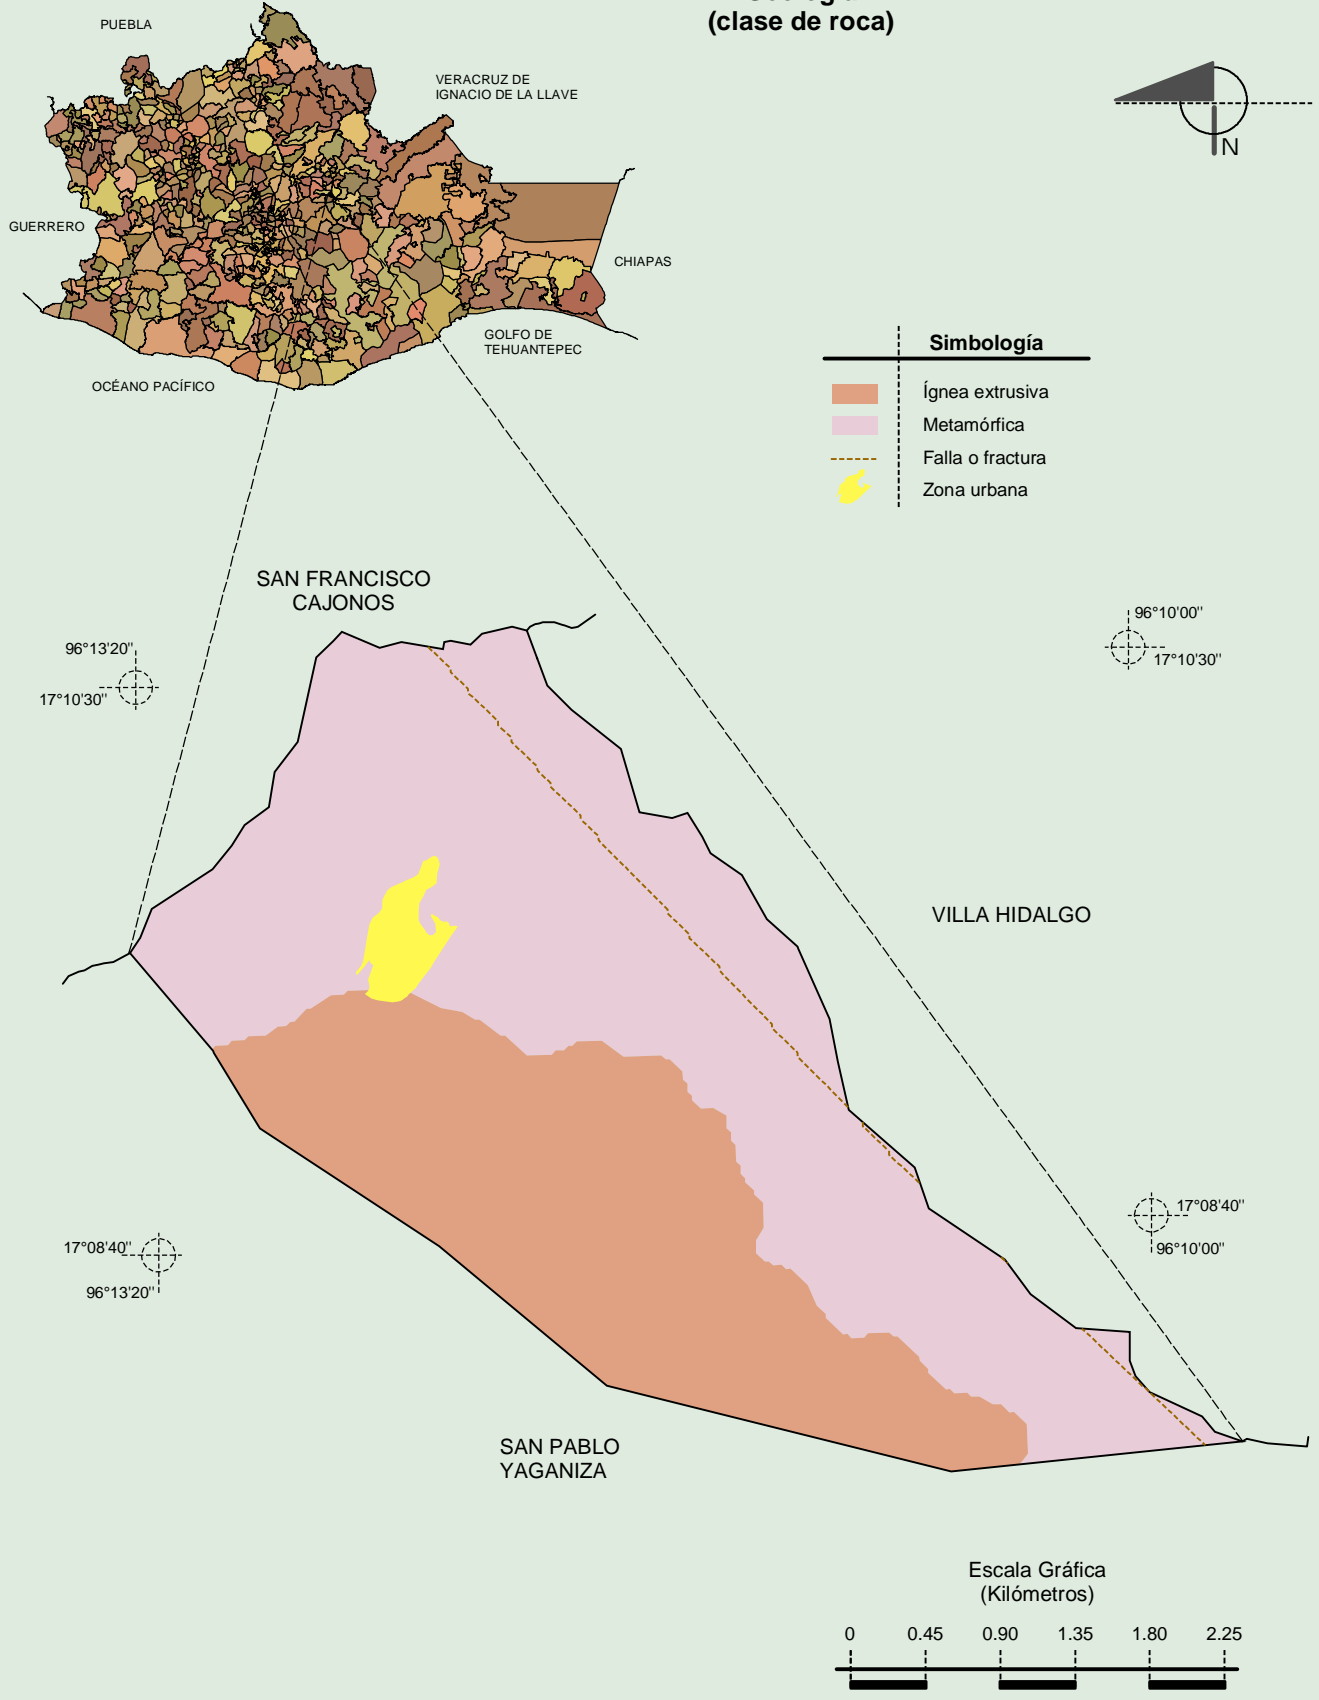 (clase de roca)
PUEBLA
VERACRUZ DE
IGNACIO DE LA LLAVE
N
GUERRERO
CHIAPAS
GOLFO DE
TEHUANTEPEC
OCÉANO PACÍFICO
Simbología
Ígnea extrusiva
Metamórfica
Falla o fractura
Zona urbana
SAN FRANCISCO
CAJONOS
96°13'20"
17°10'30"
96°10'00"
17°10'30"
VILLA HIDALGO
17°08'40"
96°13'20"
17°08'40"
96°10'00"
SAN PABLO
YAGANIZA
Escala Gráfica
(Kilómetros)
0 0.45 0.90 1.35 1.80 2.25